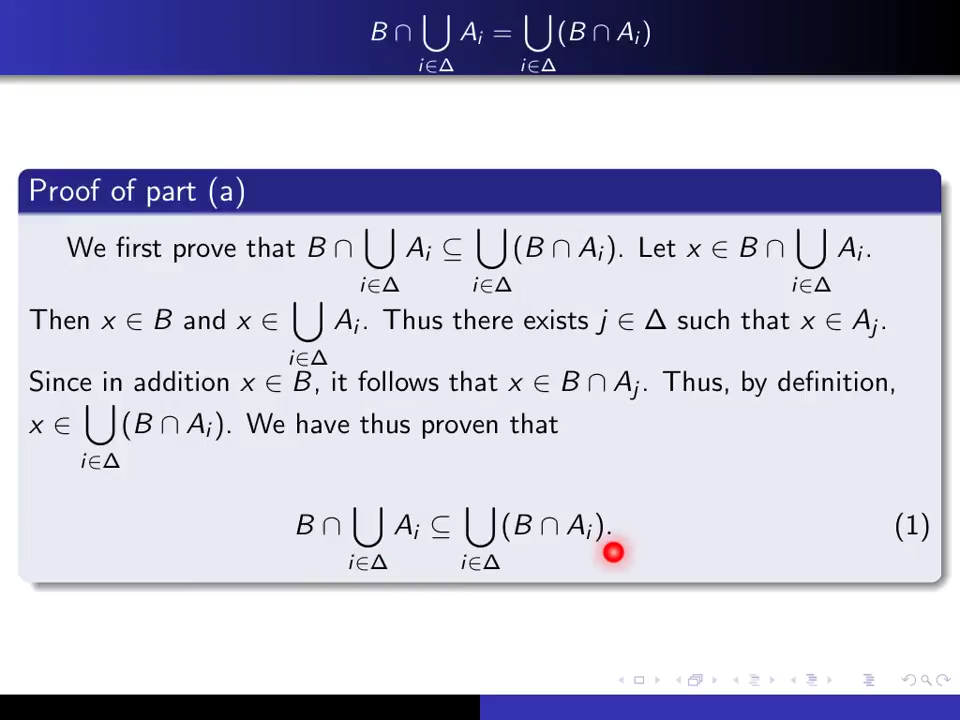 B ∩ ⋃_{i∈Δ} A_i = ⋃_{i∈Δ} (B ∩ A_i)
Proof of part (a)
We first prove that B ∩ ⋃_{i∈Δ} A_i ⊆ ⋃_{i∈Δ} (B ∩ A_i). Let x ∈ B ∩ ⋃_{i∈Δ} A_i.
Then x ∈ B and x ∈ ⋃_{i∈Δ} A_i. Thus there exists j ∈ Δ such that x ∈ A_j.
Since in addition x ∈ B, it follows that x ∈ B ∩ A_j. Thus, by definition,
x ∈ ⋃_{i∈Δ} (B ∩ A_i). We have thus proven that
B ∩ ⋃_{i∈Δ} A_i ⊆ ⋃_{i∈Δ} (B ∩ A_i). (1)